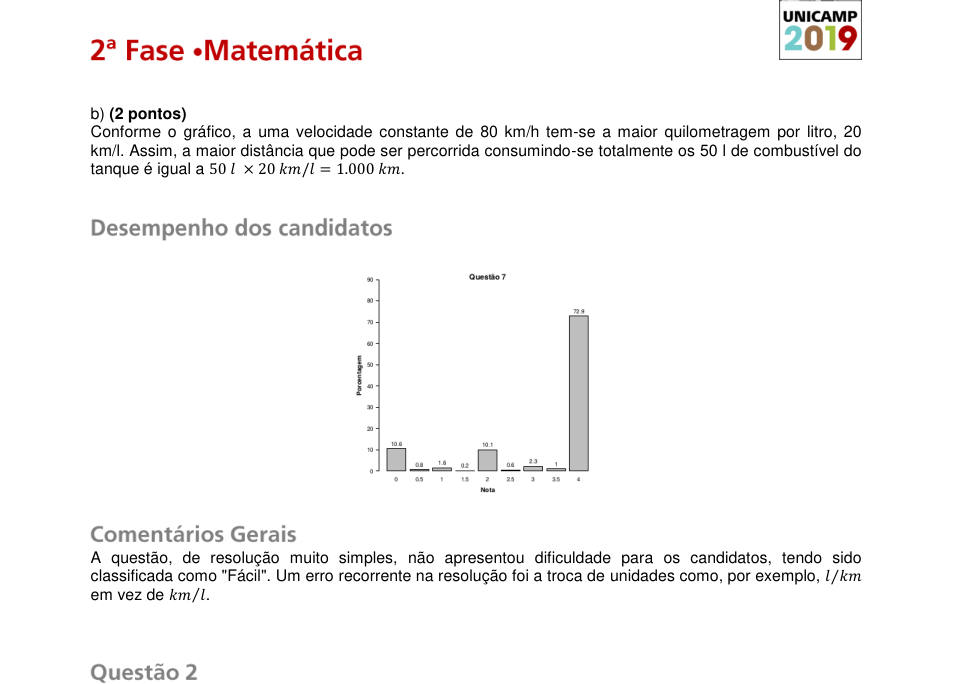 UNICAMP
2019
2ª Fase •Matemática
b) (2 pontos)
Conforme o gráfico, a uma velocidade constante de 80 km/h tem-se a maior quilometragem por litro, 20
km/l. Assim, a maior distância que pode ser percorrida consumindo-se totalmente os 50 l de combustível do
tanque é igual a 50 l × 20 km/l = 1.000 km.
Desempenho dos candidatos
Questão 7
90
80
70
60
50
40
30
20
10
0
Porcentagem
10.6
0.8
1.6
0.2
10.1
0.6
2.3
1
72.9
0 0.5 1 1.5 2 2.5 3 3.5 4
Nota
Comentários Gerais
A questão, de resolução muito simples, não apresentou dificuldade para os candidatos, tendo sido
classificada como "Fácil". Um erro recorrente na resolução foi a troca de unidades como, por exemplo, l/km
em vez de km/l.
Questão 2